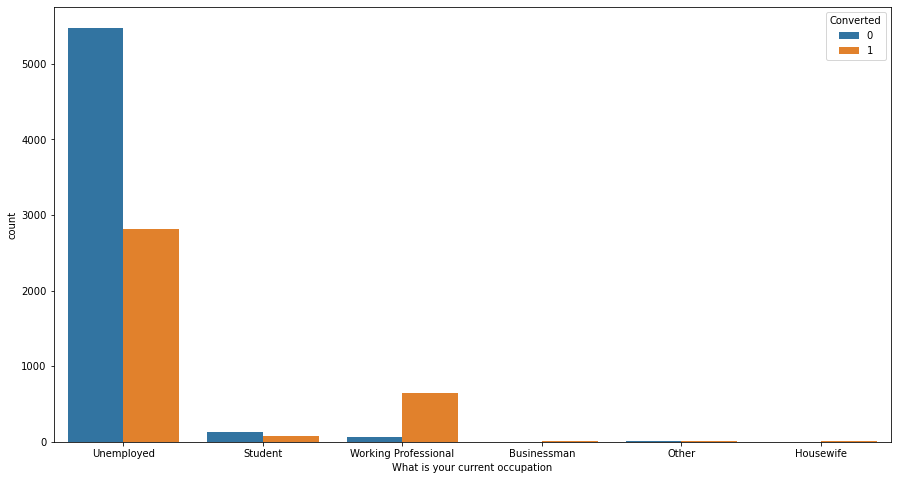 Converted
0
1
5000
4000
3000
2000
1000
0
count
Unemployed Student Working Professional Businessman Other Housewife
What is your current occupation